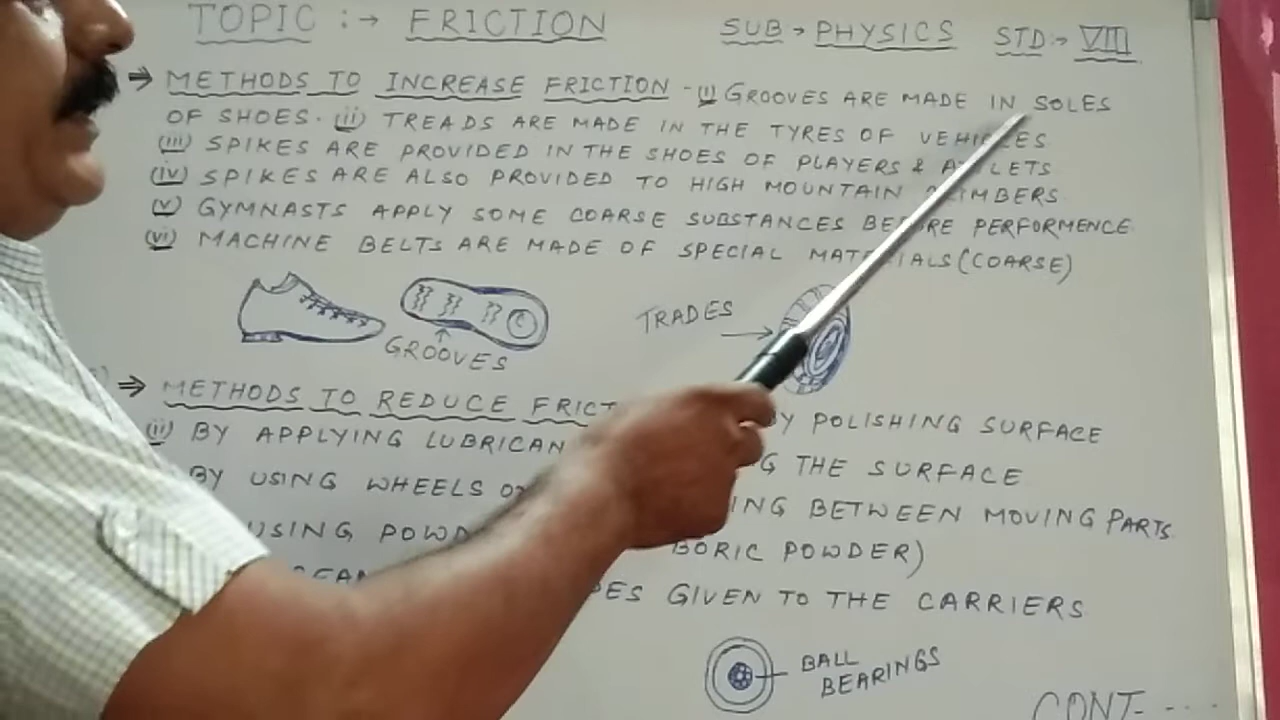 TOPIC :→ FRICTION SUB → PHYSICS STD:→ VIII
⇒ METHODS TO INCREASE FRICTION - (i) GROOVES ARE MADE IN SOLES
OF SHOES. (ii) TREADS ARE MADE IN THE TYRES OF VEHICLES
(iii) SPIKES ARE PROVIDED IN THE SHOES OF PLAYERS &
(iv) SPIKES ARE ALSO PROVIDED TO HIGH MOUNTAIN
(v) GYMNASTS APPLY SOME COARSE SUBSTANCES BEFORE PERFORMENCE
(vi) MACHINE BELTS ARE MADE OF SPECIAL MATERIALS (COARSE)
TRADES
GROOVES
⇒ METHODS TO REDUCE POLISHING SURFACE
(ii) BY APPLYING THE SURFACE
BY USING WHEELS BETWEEN MOVING PARTS
USING BORIC POWDER)
GIVEN TO THE CARRIERS
BALL
BEARINGS
CONT- ....